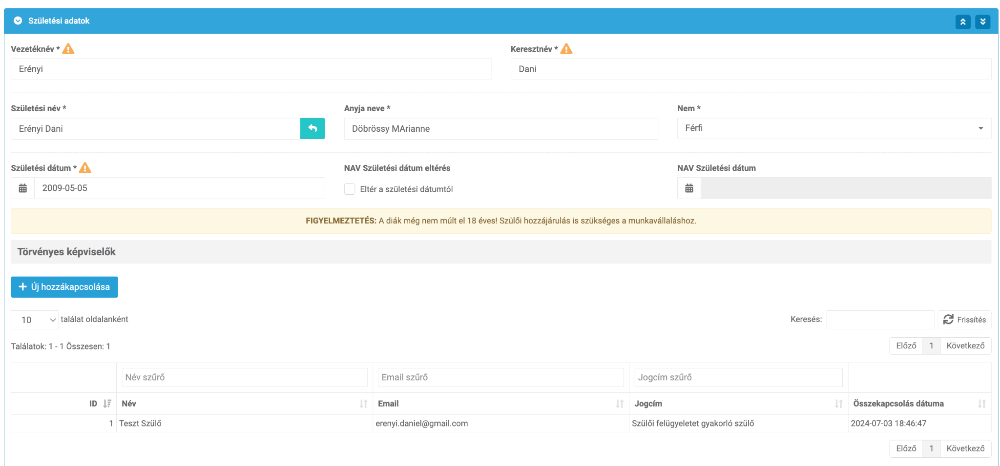 Születési adatok
Vezetéknév * Keresztnév *
Erényi Dani
Születési név * Anyja neve * Nem *
Erényi Dani Döbrössy MArianne Férfi
Születési dátum * NAV Születési dátum eltérés NAV Születési dátum
2009-05-05 Eltér a születési dátumtól
FIGYELMEZTETÉS: A diák még nem múlt el 18 éves! Szülői hozzájárulás is szükséges a munkavállaláshoz.
Törvényes képviselők
+ Új hozzákapcsolása
10 találat oldalanként Keresés: Frissítés
Találatok: 1 - 1 Összesen: 1 Előző 1 Következő
Név szűrő Email szűrő Jogcím szűrő
ID Név Email Jogcím Összekapcsolás dátuma
1 Teszt Szülő erenyi.daniel@gmail.com Szülői felügyeletet gyakorló szülő 2024-07-03 18:46:47
Előző 1 Következő